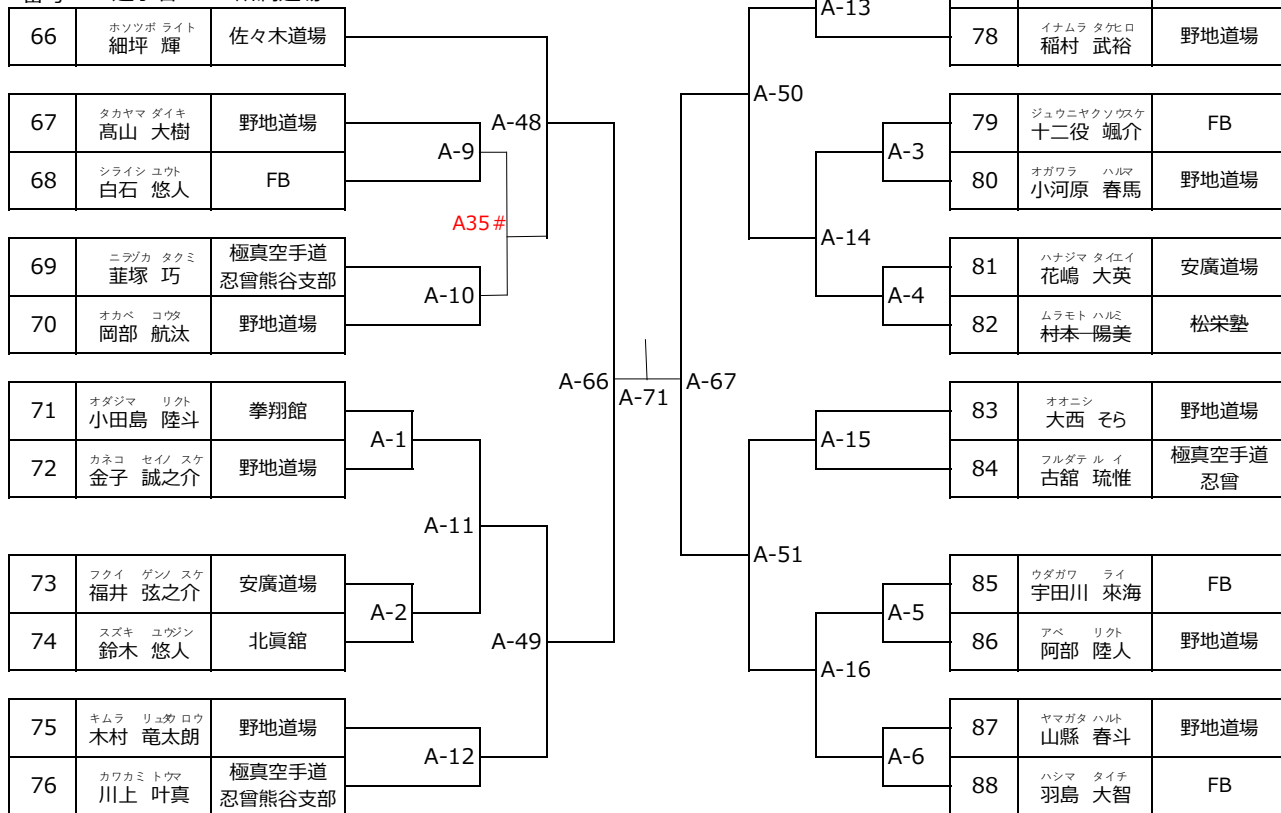 66 ホソツボ ライト 細坪 輝 佐々木道場
67 タカヤマ ダイキ 髙山 大樹 野地道場
68 シライシ ユウト 白石 悠人 FB
69 ニラヅカ タクミ 韮塚 巧 極真空手道 忍曾熊谷支部
70 オカベ コウタ 岡部 航汰 野地道場
71 オダジマ リクト 小田島 陸斗 拳翔館
72 カネコ セイノスケ 金子 誠之介 野地道場
73 フクイ ゲンノスケ 福井 弦之介 安廣道場
74 スズキ ユウジン 鈴木 悠人 北眞舘
75 キムラ リュウタロウ 木村 竜太朗 野地道場
76 カワカミ トウマ 川上 叶真 極真空手道 忍曾熊谷支部
A-48
A-9
A35#
A-10
A-66
A-1
A-11
A-2
A-49
A-12
A-71
A-13
A-50
A-3
A-14
A-4
A-67
A-15
A-51
A-5
A-16
A-6
78 イナムラ タケヒロ 稲村 武裕 野地道場
79 ジュウニヤクソウスケ 十二役 颯介 FB
80 オガワラ ハルマ 小河原 春馬 野地道場
81 ハナジマ タイエイ 花嶋 大英 安廣道場
82 ムラモト ハルミ 村本 陽美 松栄塾
83 オオニシ 大西 そら 野地道場
84 フルダテ ルイ 古舘 琉惟 極真空手道 忍曾
85 ウダガワ ライ 宇田川 來海 FB
86 アベ リクト 阿部 陸人 野地道場
87 ヤマガタ ハルト 山縣 春斗 野地道場
88 ハシマ タイチ 羽島 大智 FB